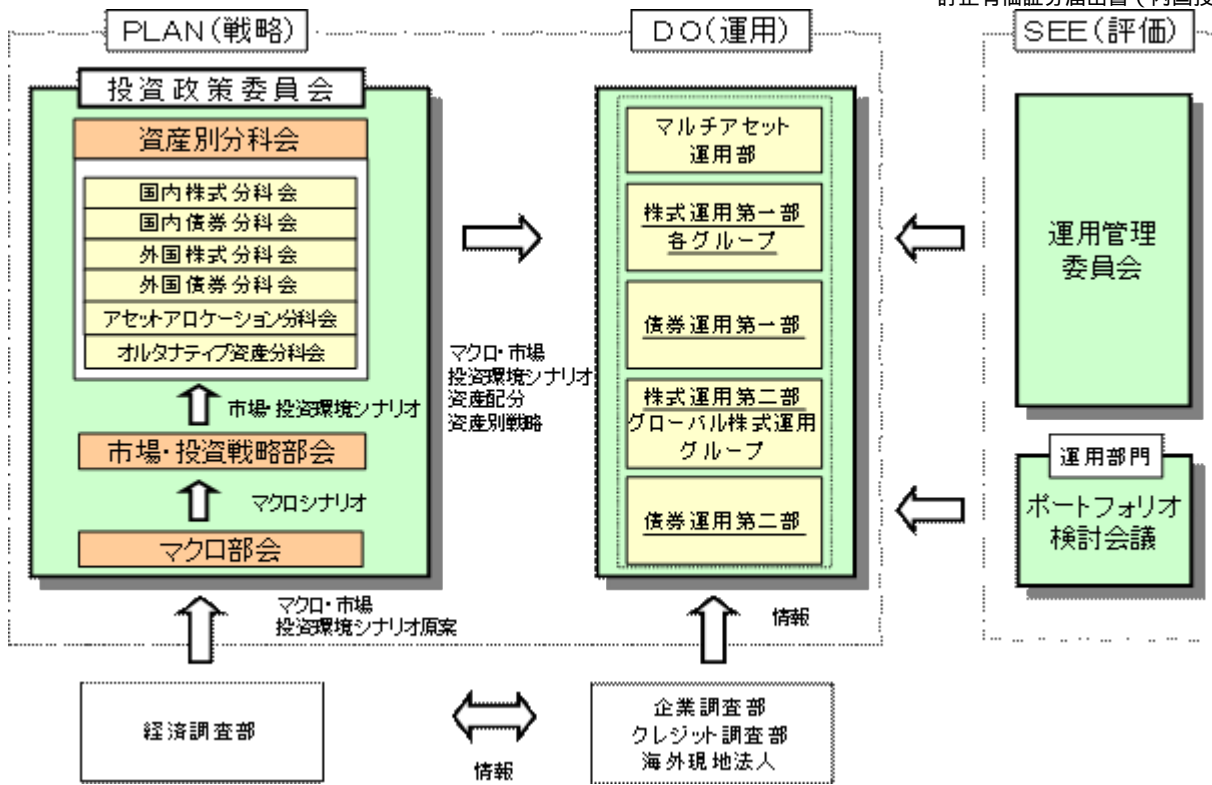 PLAN(戦略)
投資政策委員会
資産別分科会
国内株式分科会
国内債券分科会
外国株式分科会
外国債券分科会
アセットアロケーション分科会
オルタナティブ資産分科会
市場・投資環境シナリオ
市場・投資戦略部会
マクロシナリオ
マクロ部会
マクロ・市場
投資環境シナリオ原案
経済調査部
マクロ・市場
投資環境シナリオ
資産配分
資産別戦略
情報
DO(運用)
マルチアセット
運用部
株式運用第一部
各グループ
債券運用第一部
株式運用第二部
グローバル株式運用
グループ
債券運用第二部
情報
企業調査部
クレジット調査部
海外現地法人
SEE(評価)
運用管理
委員会
運用部門
ポートフォリオ
検討会議